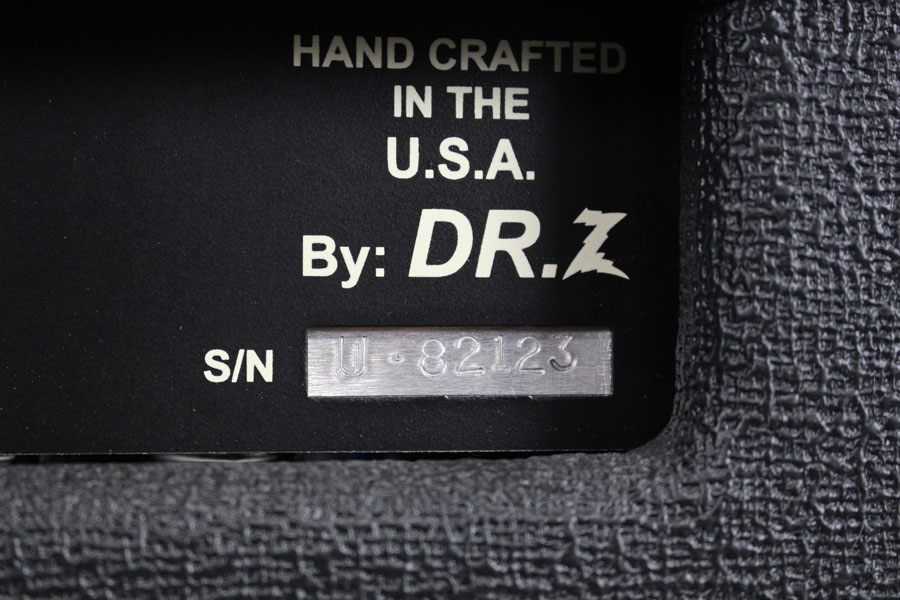 HAND CRAFTED
IN THE
U.S.A.
By: DR.Z
S/N U·82123